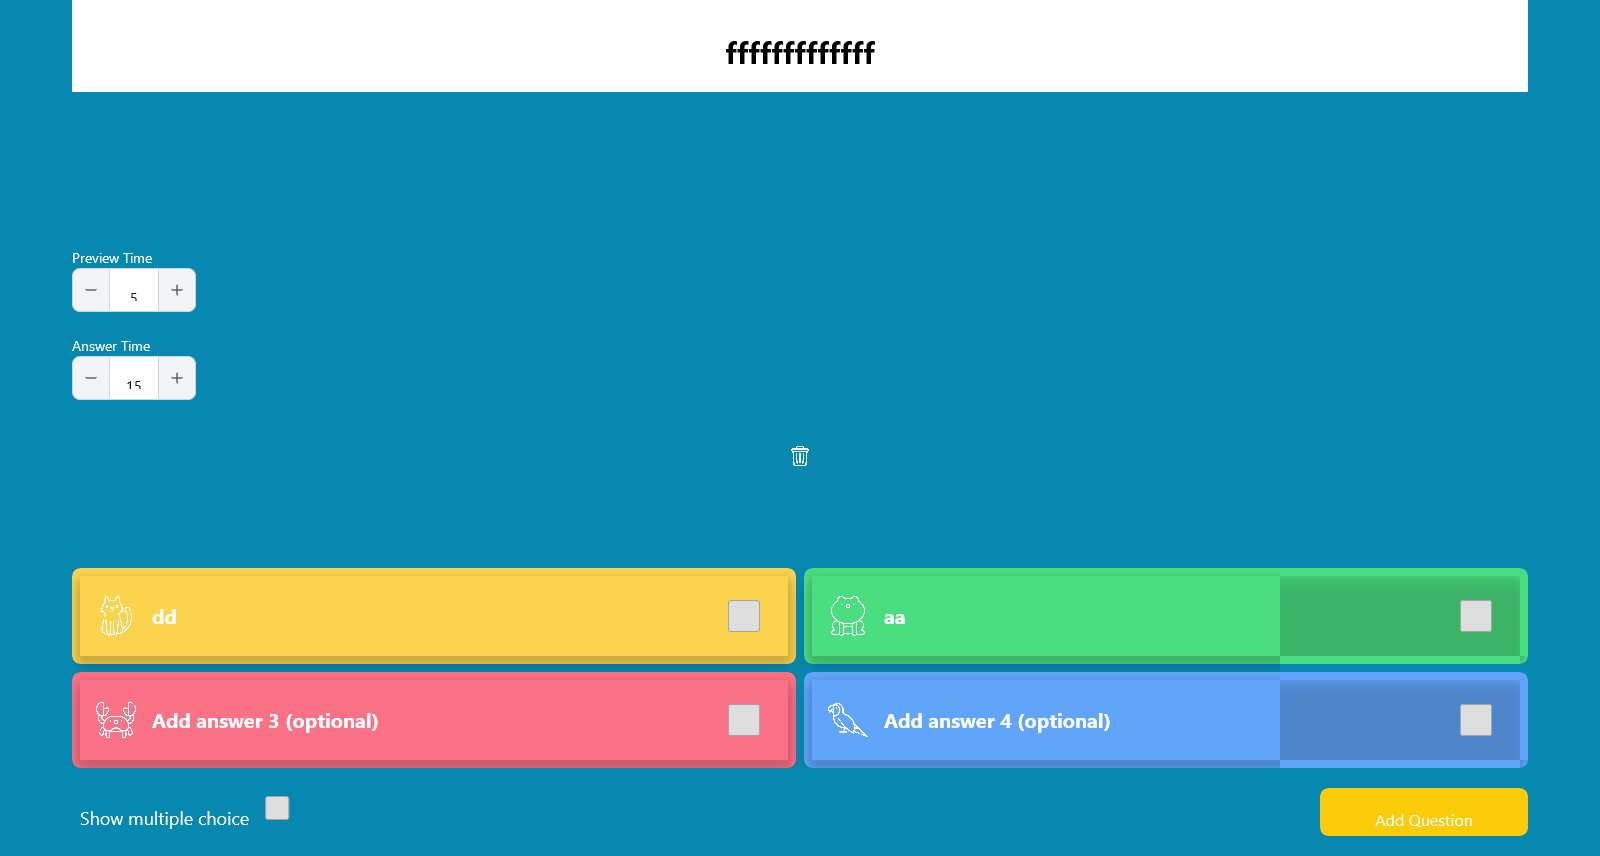 fffffffffffff
Preview Time
5
Answer Time
15
dd
aa
Add answer 3 (optional)
Add answer 4 (optional)
Show multiple choice
Add Question